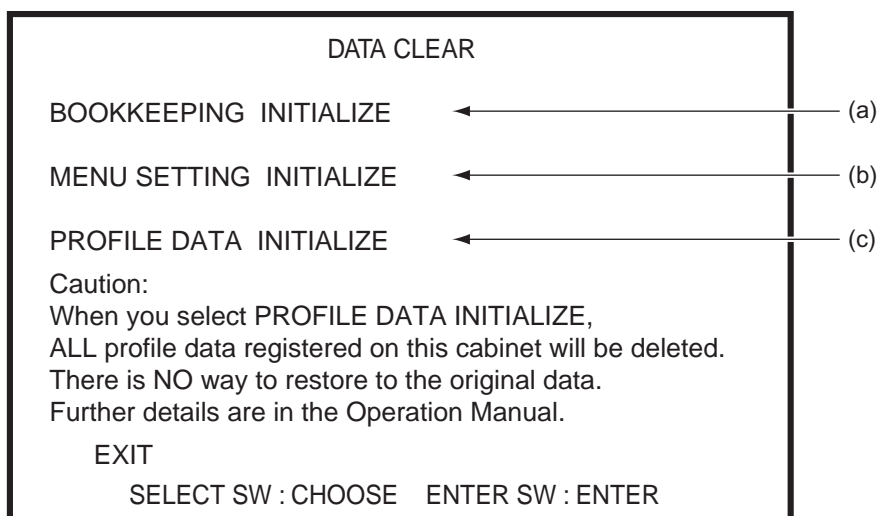 DATA CLEAR
BOOKKEEPING INITIALIZE (a)
MENU SETTING INITIALIZE (b)
PROFILE DATA INITIALIZE (c)
Caution:
When you select PROFILE DATA INITIALIZE,
ALL profile data registered on this cabinet will be deleted.
There is NO way to restore to the original data.
Further details are in the Operation Manual.
EXIT
SELECT SW : CHOOSE ENTER SW : ENTER